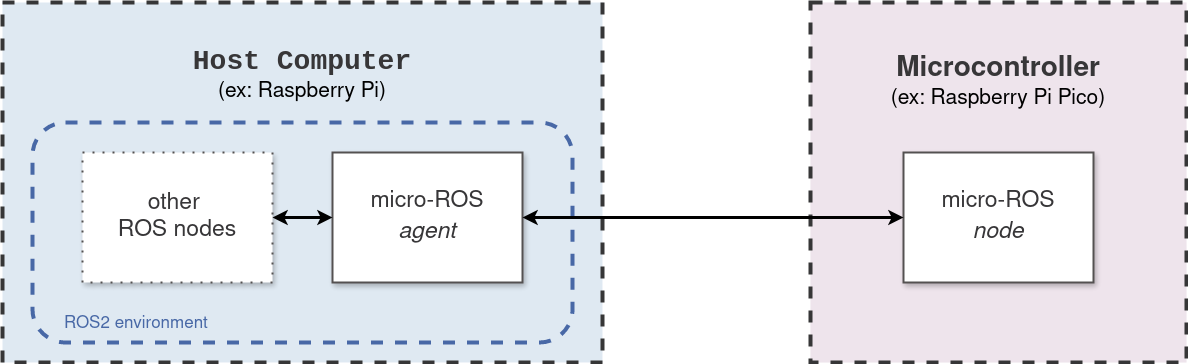 Host Computer
(ex: Raspberry Pi)
other
ROS nodes
micro-ROS
agent
ROS2 environment
Microcontroller
(ex: Raspberry Pi Pico)
micro-ROS
node